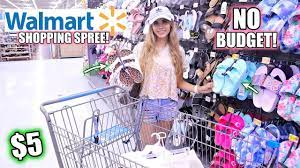 Walmart
SHOPPING SPREE!
NO
BUDGET!
$5